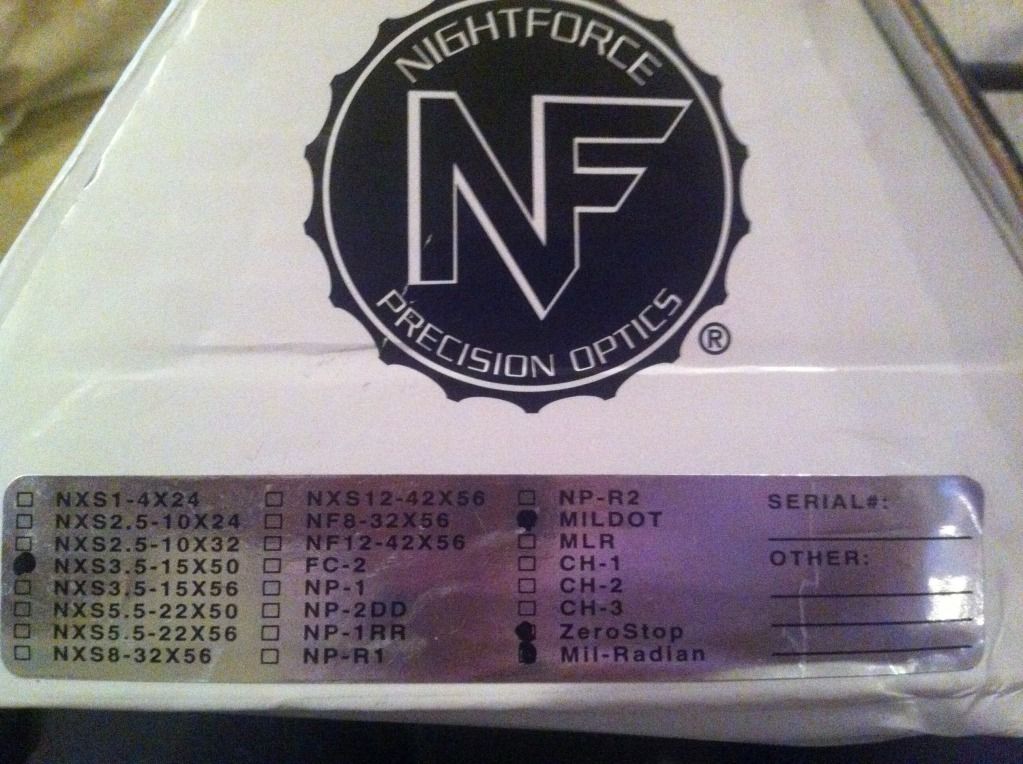 NIGHTFORCE
NF
PRECISION OPTICS
®
NXS1-4X24
NXS2.5-10X24
NXS2.5-10X32
NXS3.5-15X50
NXS3.5-15X56
NXS5.5-22X50
NXS5.5-22X56
NXS8-32X56
NXS12-42X56
NF8-32X56
NF12-42X56
FC-2
NP-1
NP-2DD
NP-1RR
NP-R1
NP-R2
MILDOT
MLR
CH-1
CH-2
CH-3
ZeroStop
Mil-Radian
SERIAL#:
OTHER: